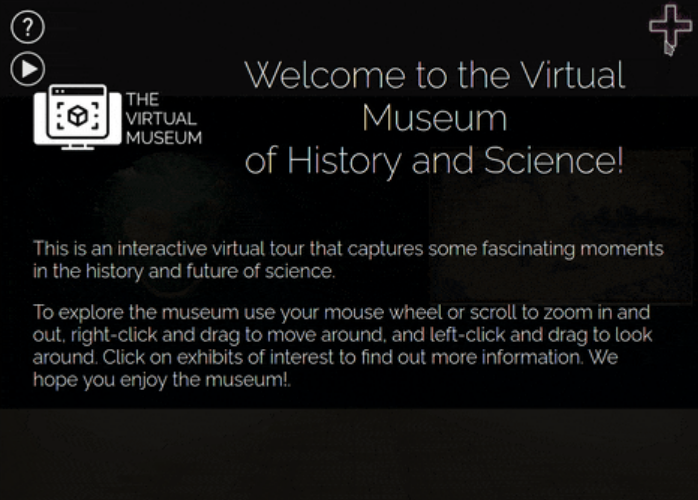 ?
THE
VIRTUAL
MUSEUM
Welcome to the Virtual
Museum
of History and Science!
This is an interactive virtual tour that captures some fascinating moments
in the history and future of science.
To explore the museum use your mouse wheel or scroll to zoom in and
out, right-click and drag to move around, and left-click and drag to look
around. Click on exhibits of interest to find out more information. We
hope you enjoy the museum!.